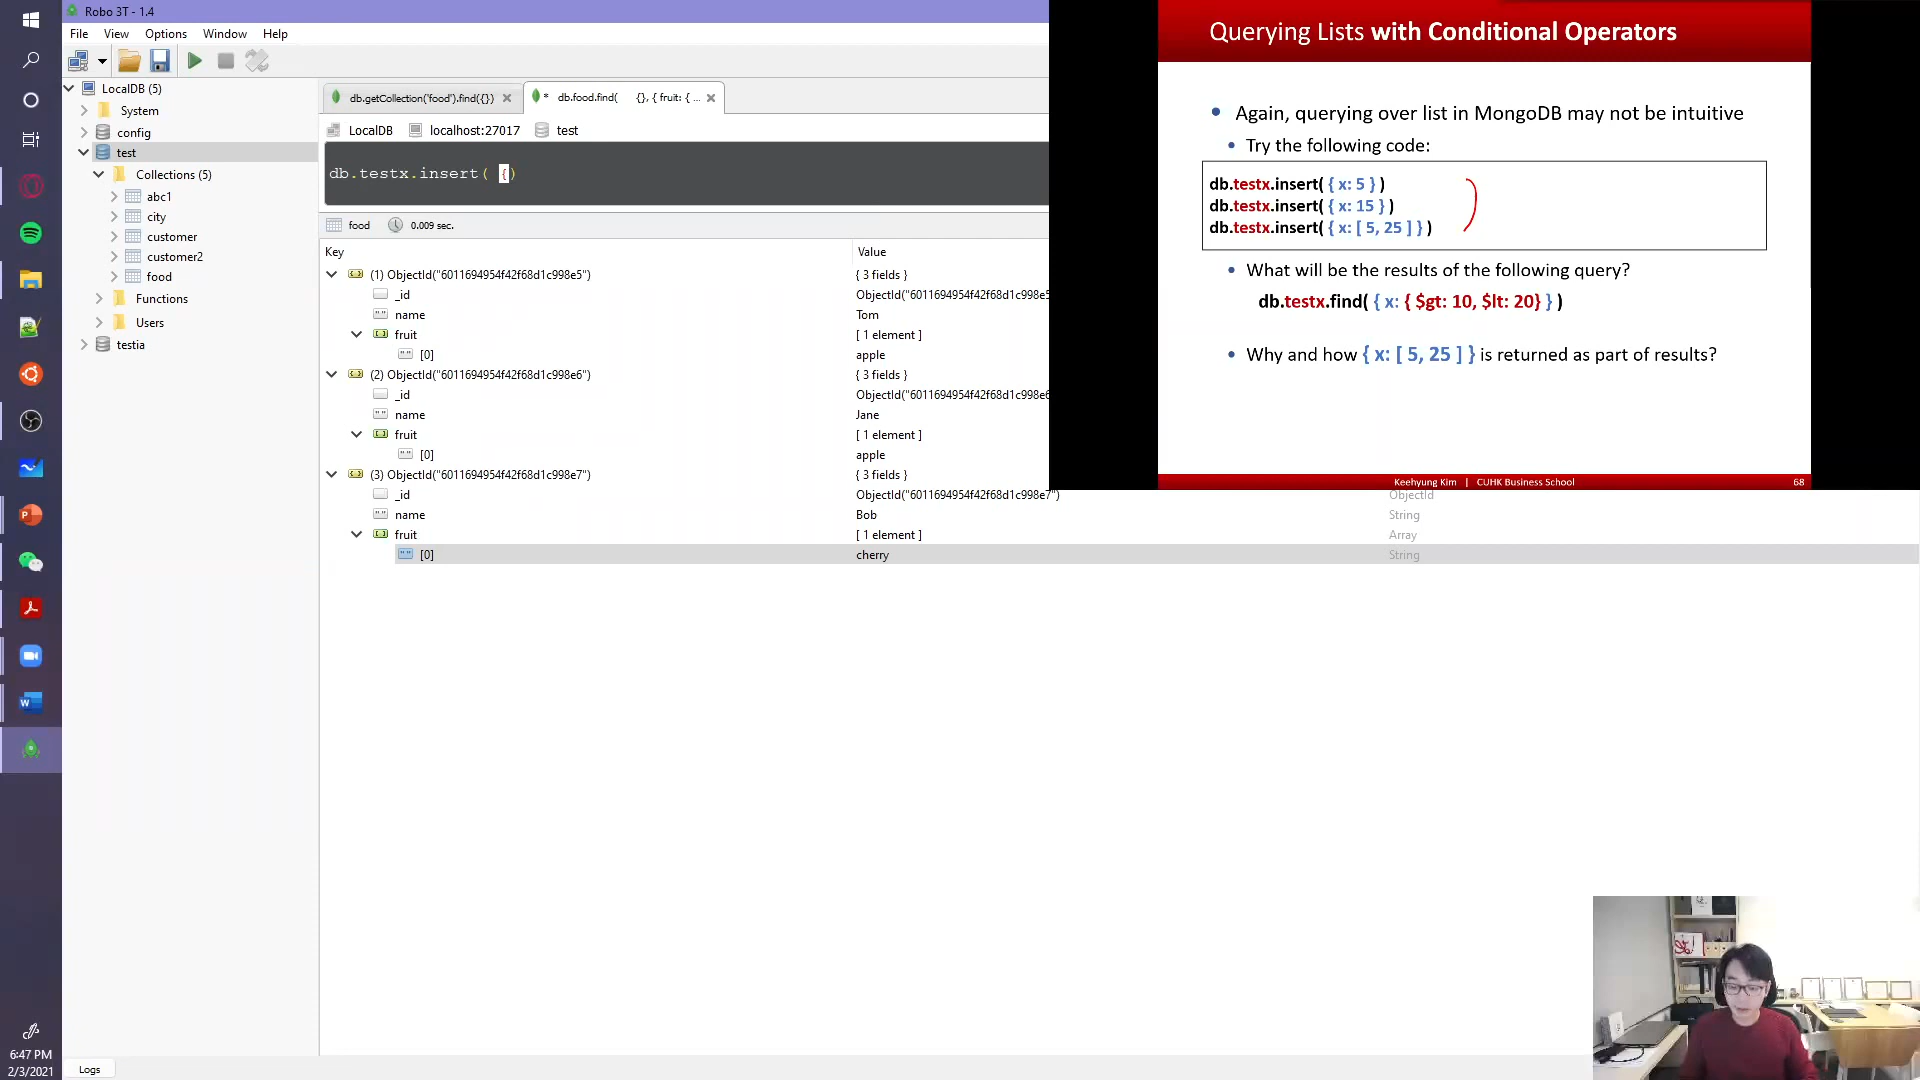 Robo 3T - 1.4
File View Options Window Help
LocalDB (5)
System
config
test
Collections (5)
abc1
city
customer
customer2
food
Functions
Users
testia
db.getCollection('food').find({})
* db.food.find( {}, { fruit: { ...
LocalDB localhost:27017 test
db.testx.insert( {)
food 0.009 sec.
Key Value
(1) ObjectId("6011694954f42f68d1c998e5") { 3 fields }
_id ObjectId("6011694954f42f68d1c998e5
name Tom
fruit [ 1 element ]
[0] apple
(2) ObjectId("6011694954f42f68d1c998e6") { 3 fields }
_id ObjectId("6011694954f42f68d1c998e6
name Jane
fruit [ 1 element ]
[0] apple
(3) ObjectId("6011694954f42f68d1c998e7") { 3 fields }
_id ObjectId("6011694954f42f68d1c998e7") ObjectId
name Bob String
fruit [ 1 element ] Array
[0] cherry String
Querying Lists with Conditional Operators
Again, querying over list in MongoDB may not be intuitive
Try the following code:
db.testx.insert( { x: 5 } )
db.testx.insert( { x: 15 } )
db.testx.insert( { x: [ 5, 25 ] } )
What will be the results of the following query?
db.testx.find( { x: { $gt: 10, $lt: 20} } )
Why and how { x: [ 5, 25 ] } is returned as part of results?
Keehyung Kim | CUHK Business School 68
6:47 PM
2/3/2021
Logs